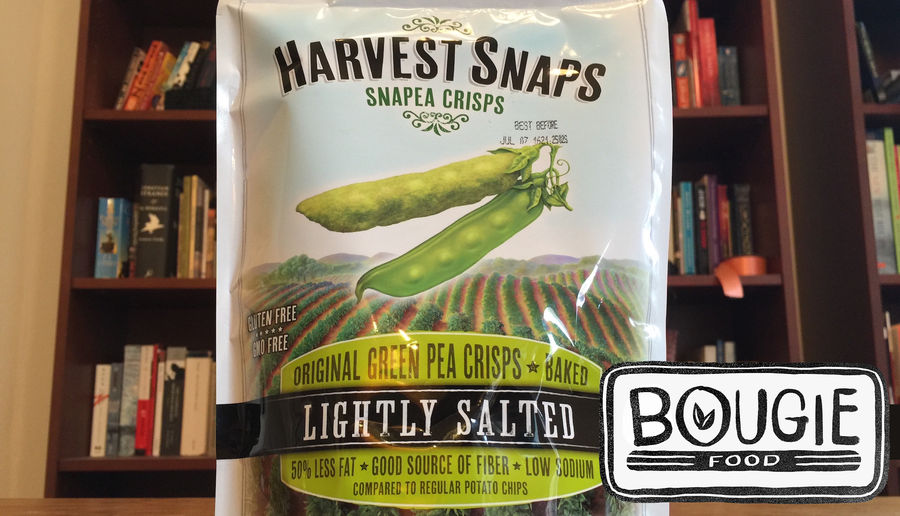 HARVEST SNAPS
SNAPEA CRISPS
BEST BEFORE
GLUTEN FREE
GMO FREE
ORIGINAL GREEN PEA CRISPS ★ BAKED
LIGHTLY SALTED
50% LESS FAT ★ GOOD SOURCE OF FIBER ★ LOW SODIUM
COMPARED TO REGULAR POTATO CHIPS
BOUGIE
FOOD